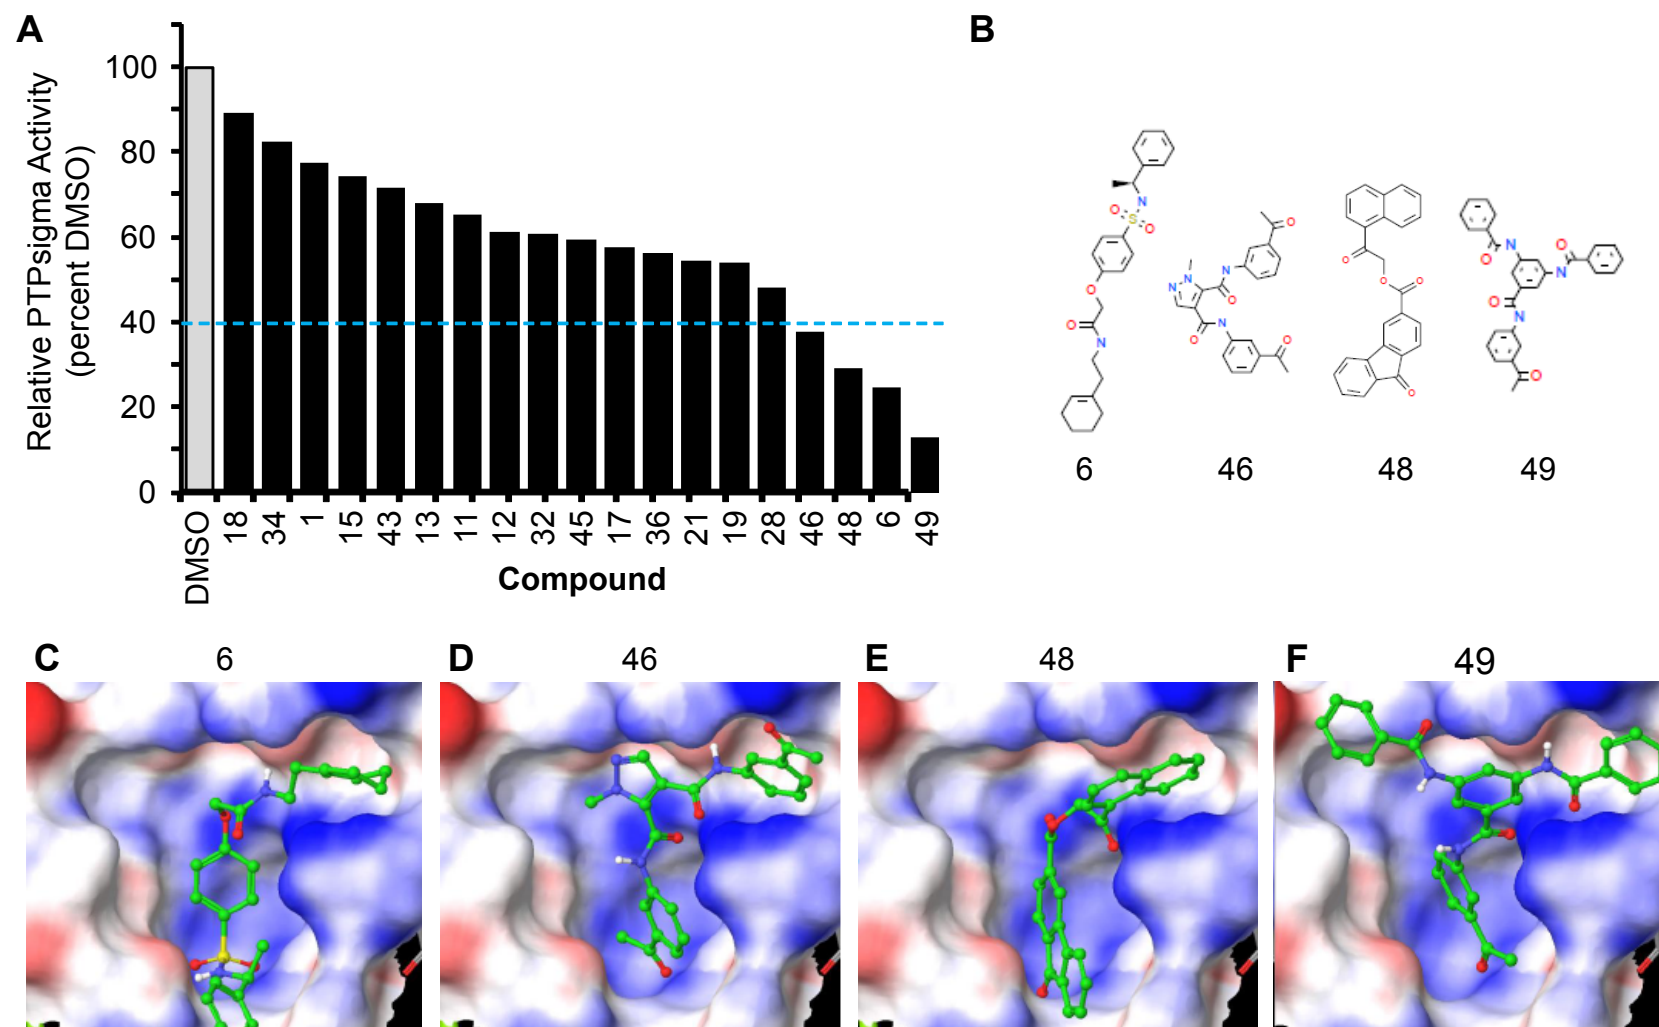 A
B
Relative PTPsigma Activity
(percent DMSO)
100
80
60
40
20
0
DMSO 18 34 1 15 43 13 11 12 32 45 17 36 21 19 28 46 48 6 49
Compound
N
O
S
O
O
O
N
O
O
N
N
N
O
O
N
O
O
O
O
O
O
N
O
O
N
O
N
O
6 46 48 49
C 6 D 46 E 48 F 49